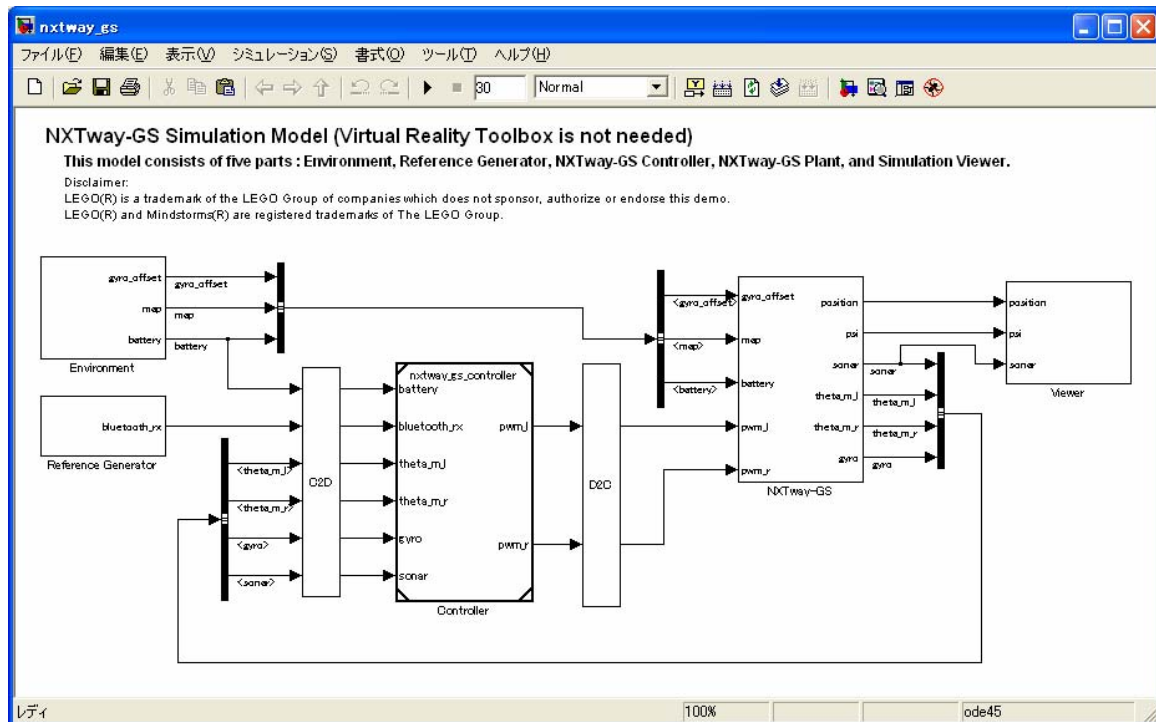 nxtway_gs
ファイル(F) 編集(E) 表示(V) シミュレーション(S) 書式(O) ツール(T) ヘルプ(H)
30 Normal
NXTway-GS Simulation Model (Virtual Reality Toolbox is not needed)
This model consists of five parts : Environment, Reference Generator, NXTway-GS Controller, NXTway-GS Plant, and Simulation Viewer.
Disclaimer:
LEGO(R) is a trademark of the LEGO Group of companies which does not sponsor, authorize or endorse this demo.
LEGO(R) and Mindstorms(R) are registered trademarks of The LEGO Group.
gyro_offset
map
battery
gyro_offset
map
battery
Environment
bluetooth_rx
Reference Generator
<theta_m_l>
<theta_m_r>
<gyro>
<sonar>
C2D
nxtway_gs_controller
battery
bluetooth_rx
theta_m_l
theta_m_r
gyro
sonar
pwm_l
pwm_r
Controller
D2C
<gyro_offset>
<map>
<battery>
gyro_offset
map
battery
pwm_l
pwm_r
position
psi
sonar
theta_m_l
theta_m_r
gyro
NXTway-GS
sonar
theta_m_l
theta_m_r
gyro
position
psi
sonar
Viewer
レディ 100% ode45